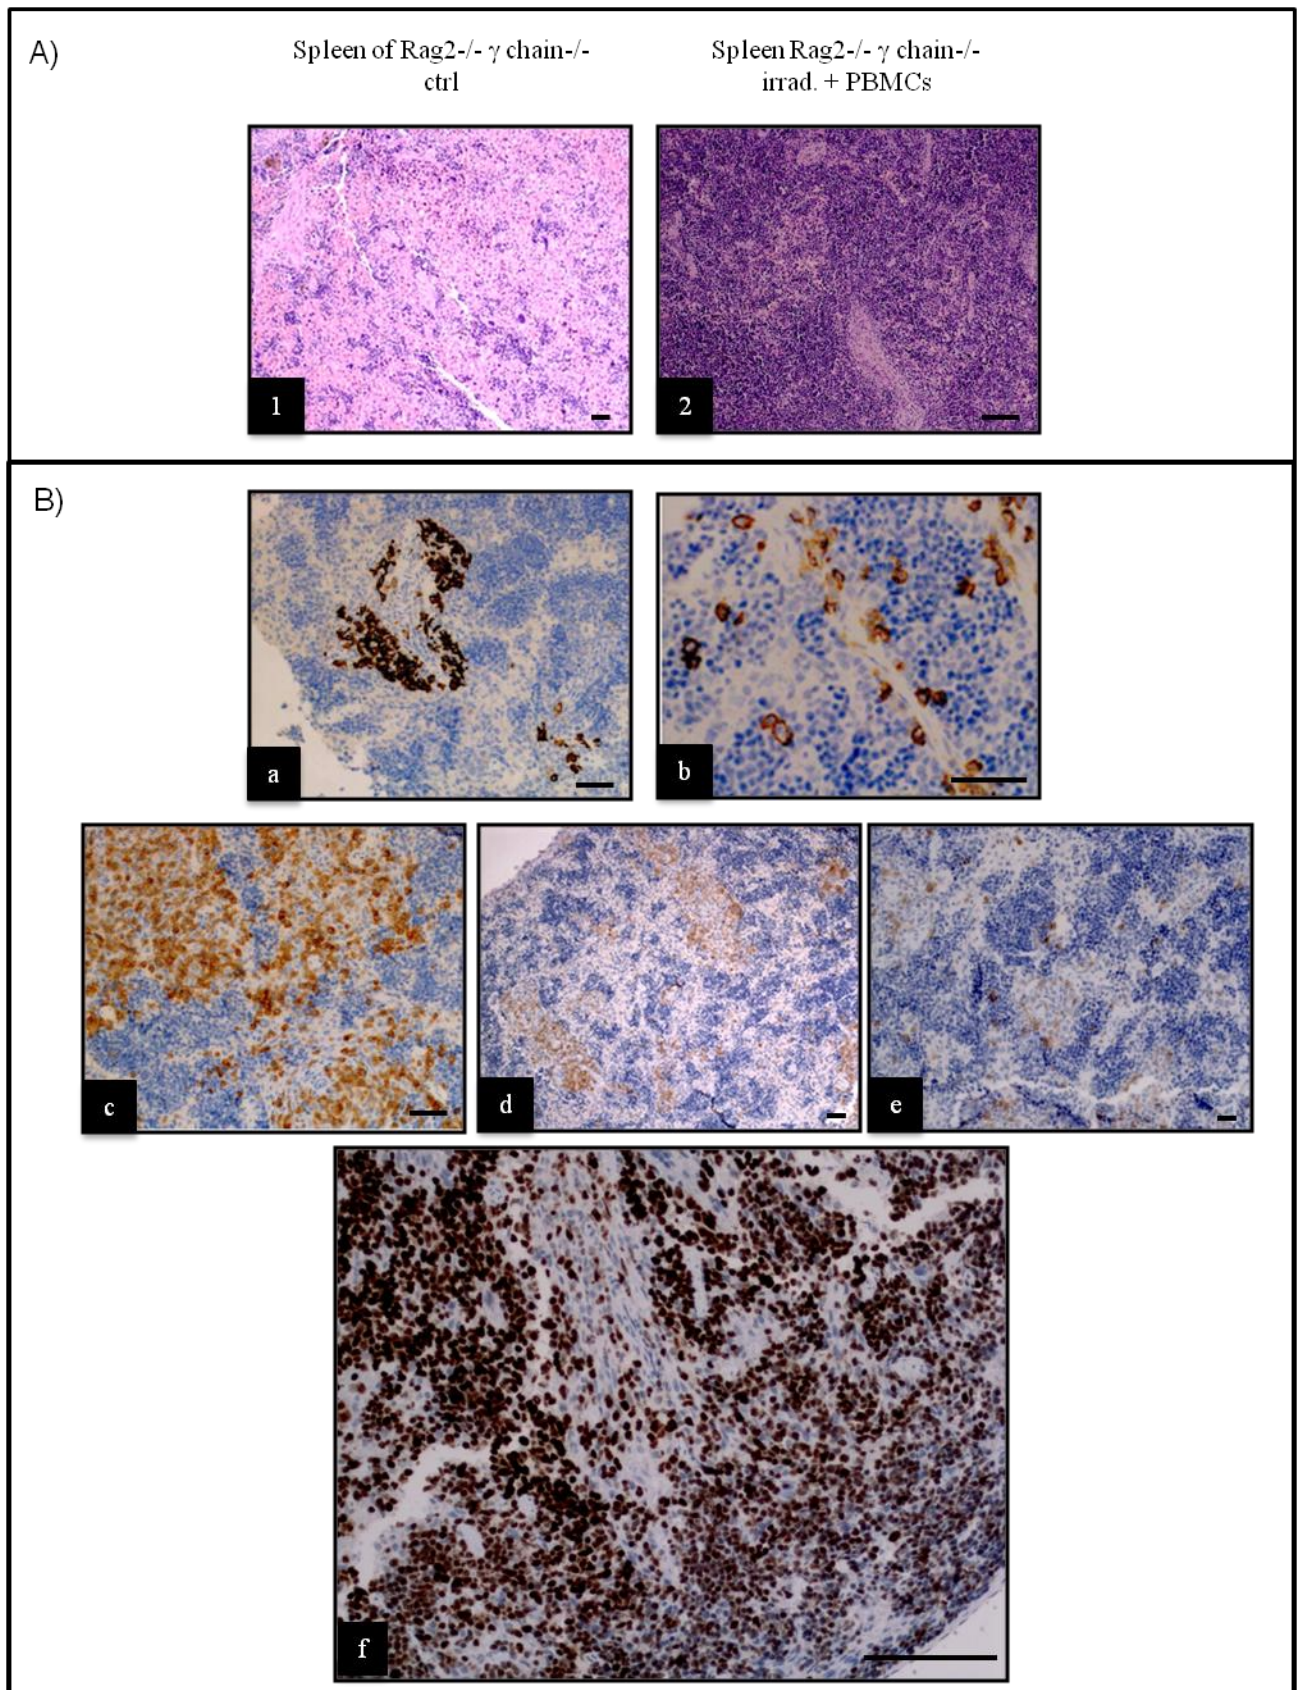 A)
Spleen of Rag2-/- γ chain-/-
ctrl
Spleen Rag2-/- γ chain-/-
irrad. + PBMCs
1
2
B)
a
b
c
d
e
f